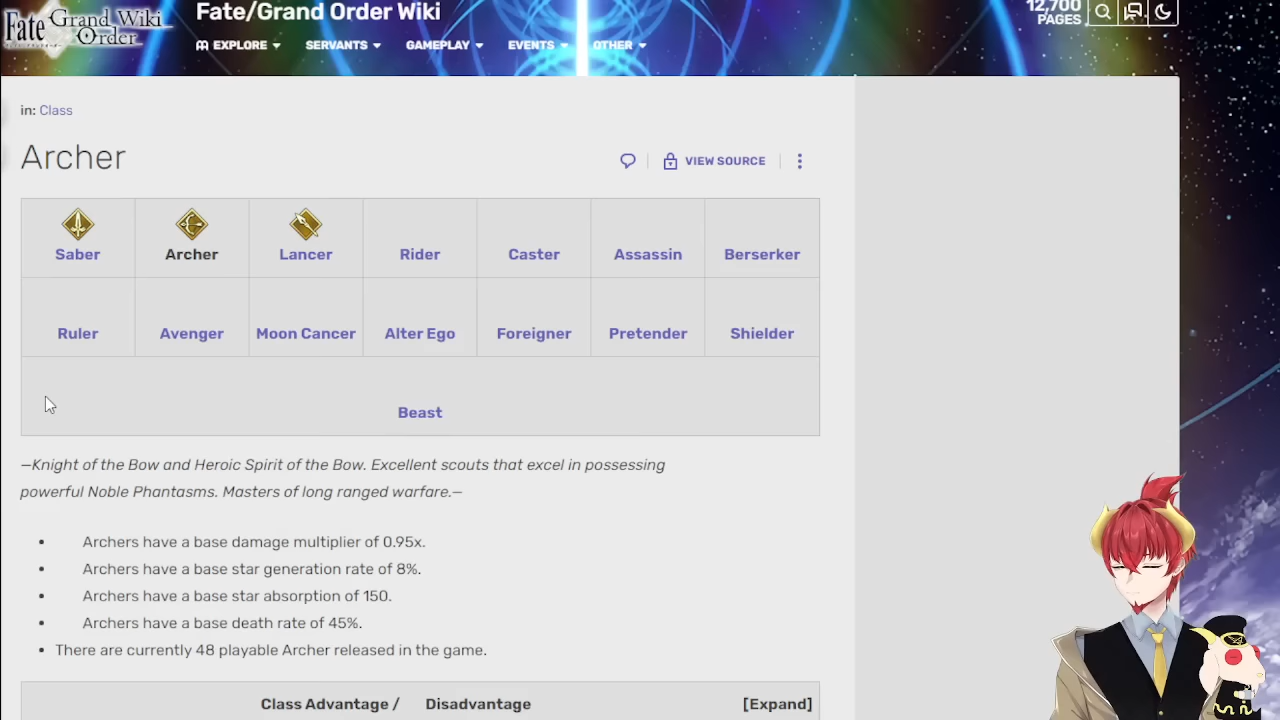 Fate Grand Wiki
Order
Fate/Grand Order Wiki
12,700
PAGES
EXPLORE
SERVANTS
GAMEPLAY
EVENTS
OTHER
in: Class
Archer
VIEW SOURCE
Saber
Archer
Lancer
Rider
Caster
Assassin
Berserker
Ruler
Avenger
Moon Cancer
Alter Ego
Foreigner
Pretender
Shielder
Beast
—Knight of the Bow and Heroic Spirit of the Bow. Excellent scouts that excel in possessing
powerful Noble Phantasms. Masters of long ranged warfare.—
• Archers have a base damage multiplier of 0.95x.
• Archers have a base star generation rate of 8%.
• Archers have a base star absorption of 150.
• Archers have a base death rate of 45%.
• There are currently 48 playable Archer released in the game.
Class Advantage / Disadvantage
[Expand]